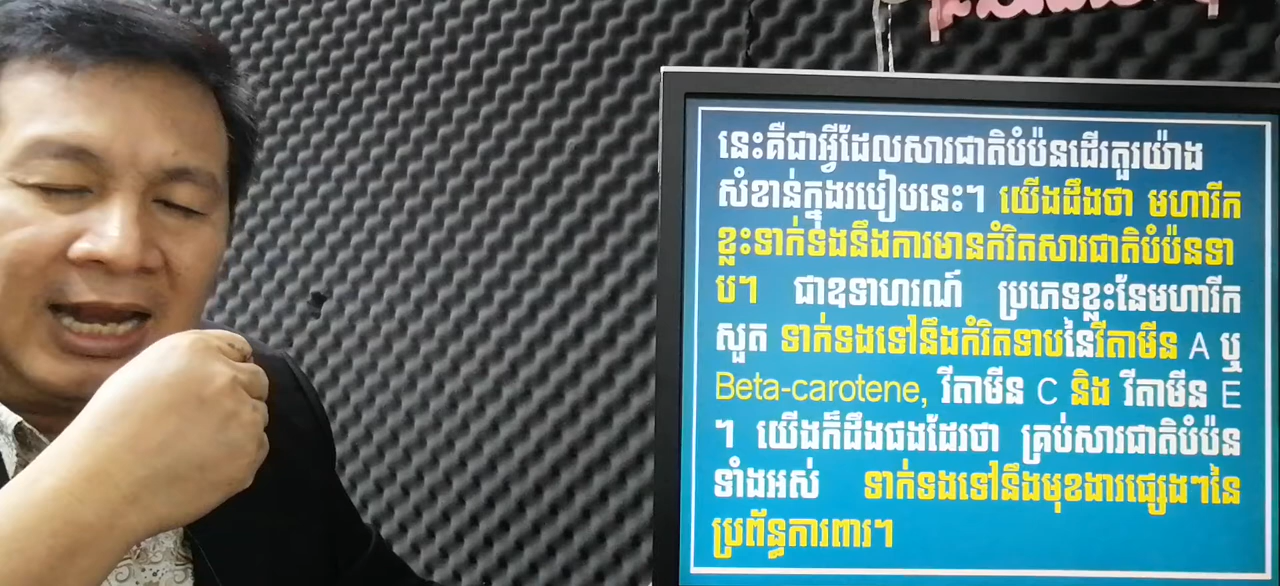 នេះគឺជាអ្វីដែលសារជាតិបំប៉នដើរតួរយ៉ាង
សំខាន់ក្នុងរបៀបនេះ។ យើងដឹងថា មហារីក
ខ្លះទាក់ទងនឹងការមានកំរិតសារជាតិបំប៉នទា
ប។ ជាឧទាហរណ៍ ប្រភេទខ្លះនៃមហារីក
សួត ទាក់ទងទៅនឹងកំរិតទាបនៃវីតាមីន A ឬ
Beta-carotene, វីតាមីន C និង វីតាមីន E
។ យើងក៏ដឹងផងដែរថា គ្រប់សារជាតិបំប៉ន
ទាំងអស់ ទាក់ទងទៅនឹងមុខងារផ្សេងៗនៃ
ប្រព័ន្ធការពារ។